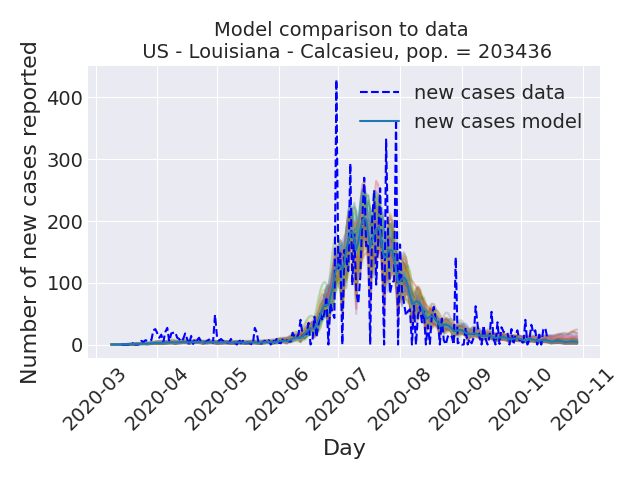 Model comparison to data
US - Louisiana - Calcasieu, pop. = 203436
Number of new cases reported
400
300
200
100
0
new cases data
new cases model
2020-03
2020-04
2020-05
2020-06
2020-07
2020-08
2020-09
2020-10
2020-11
Day